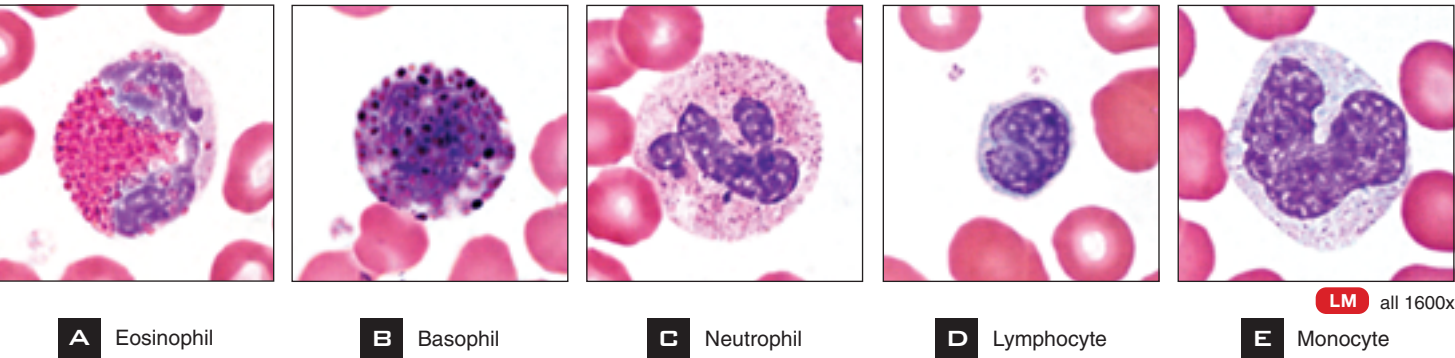 LM all 1600x
A Eosinophil
B Basophil
C Neutrophil
D Lymphocyte
E Monocyte